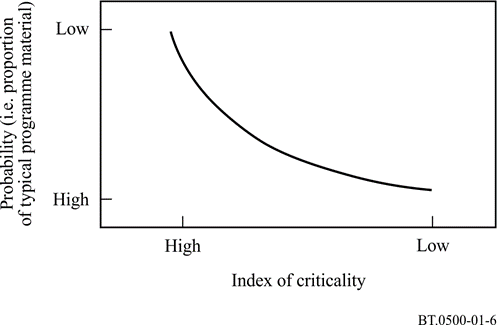 Probability (i.e. proportion
of typical programme material)
Low
High
High
Low
Index of criticality
BT.0500-01-6